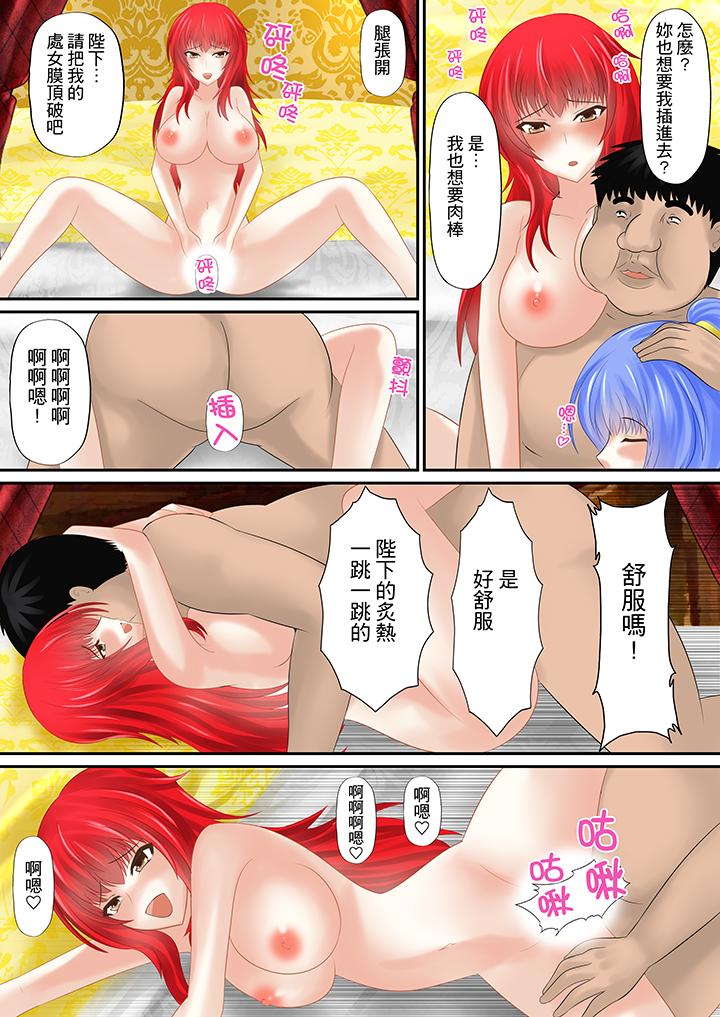 怎麼？
妳也想要我插進去？
哈啊
哈啊
砰咚
砰咚
是…
我也想要肉棒
嗯…♡
腿張開
砰咚
砰咚
陛下…
請把我的
處女膜頂破吧
砰咚
顫抖
插入
啊啊啊啊
啊啊嗯！
舒服嗎！
是
好舒服
陛下的炙熱
一跳一跳的
啊嗯♡
啊啊啊嗯♡
咕啾
咕啾
啊嗯♡